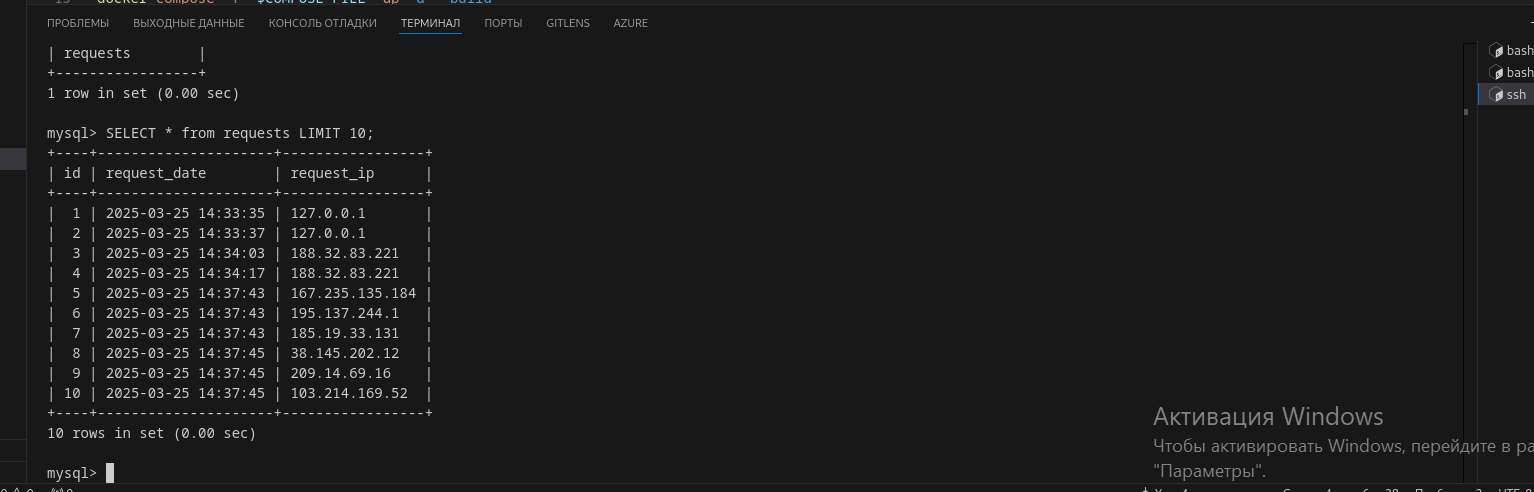 docker compose -f "$COMPOSE_FILE" up -d --build
ПРОБЛЕМЫ ВЫХОДНЫЕ ДАННЫЕ КОНСОЛЬ ОТЛАДКИ ТЕРМИНАЛ ПОРТЫ GITLENS AZURE
| requests        |
+-----------------+
1 row in set (0.00 sec)
mysql> SELECT * from requests LIMIT 10;
+----+---------------------+-----------------+
| id | request_date        | request_ip      |
+----+---------------------+-----------------+
|  1 | 2025-03-25 14:33:35 | 127.0.0.1       |
|  2 | 2025-03-25 14:33:37 | 127.0.0.1       |
|  3 | 2025-03-25 14:34:03 | 188.32.83.221   |
|  4 | 2025-03-25 14:34:17 | 188.32.83.221   |
|  5 | 2025-03-25 14:37:43 | 167.235.135.184 |
|  6 | 2025-03-25 14:37:43 | 195.137.244.1   |
|  7 | 2025-03-25 14:37:43 | 185.19.33.131   |
|  8 | 2025-03-25 14:37:45 | 38.145.202.12   |
|  9 | 2025-03-25 14:37:45 | 209.14.69.16    |
| 10 | 2025-03-25 14:37:45 | 103.214.169.52  |
+----+---------------------+-----------------+
10 rows in set (0.00 sec)
mysql>
bash
bash
ssh
Активация Windows
Чтобы активировать Windows, перейдите в ра
"Параметры".